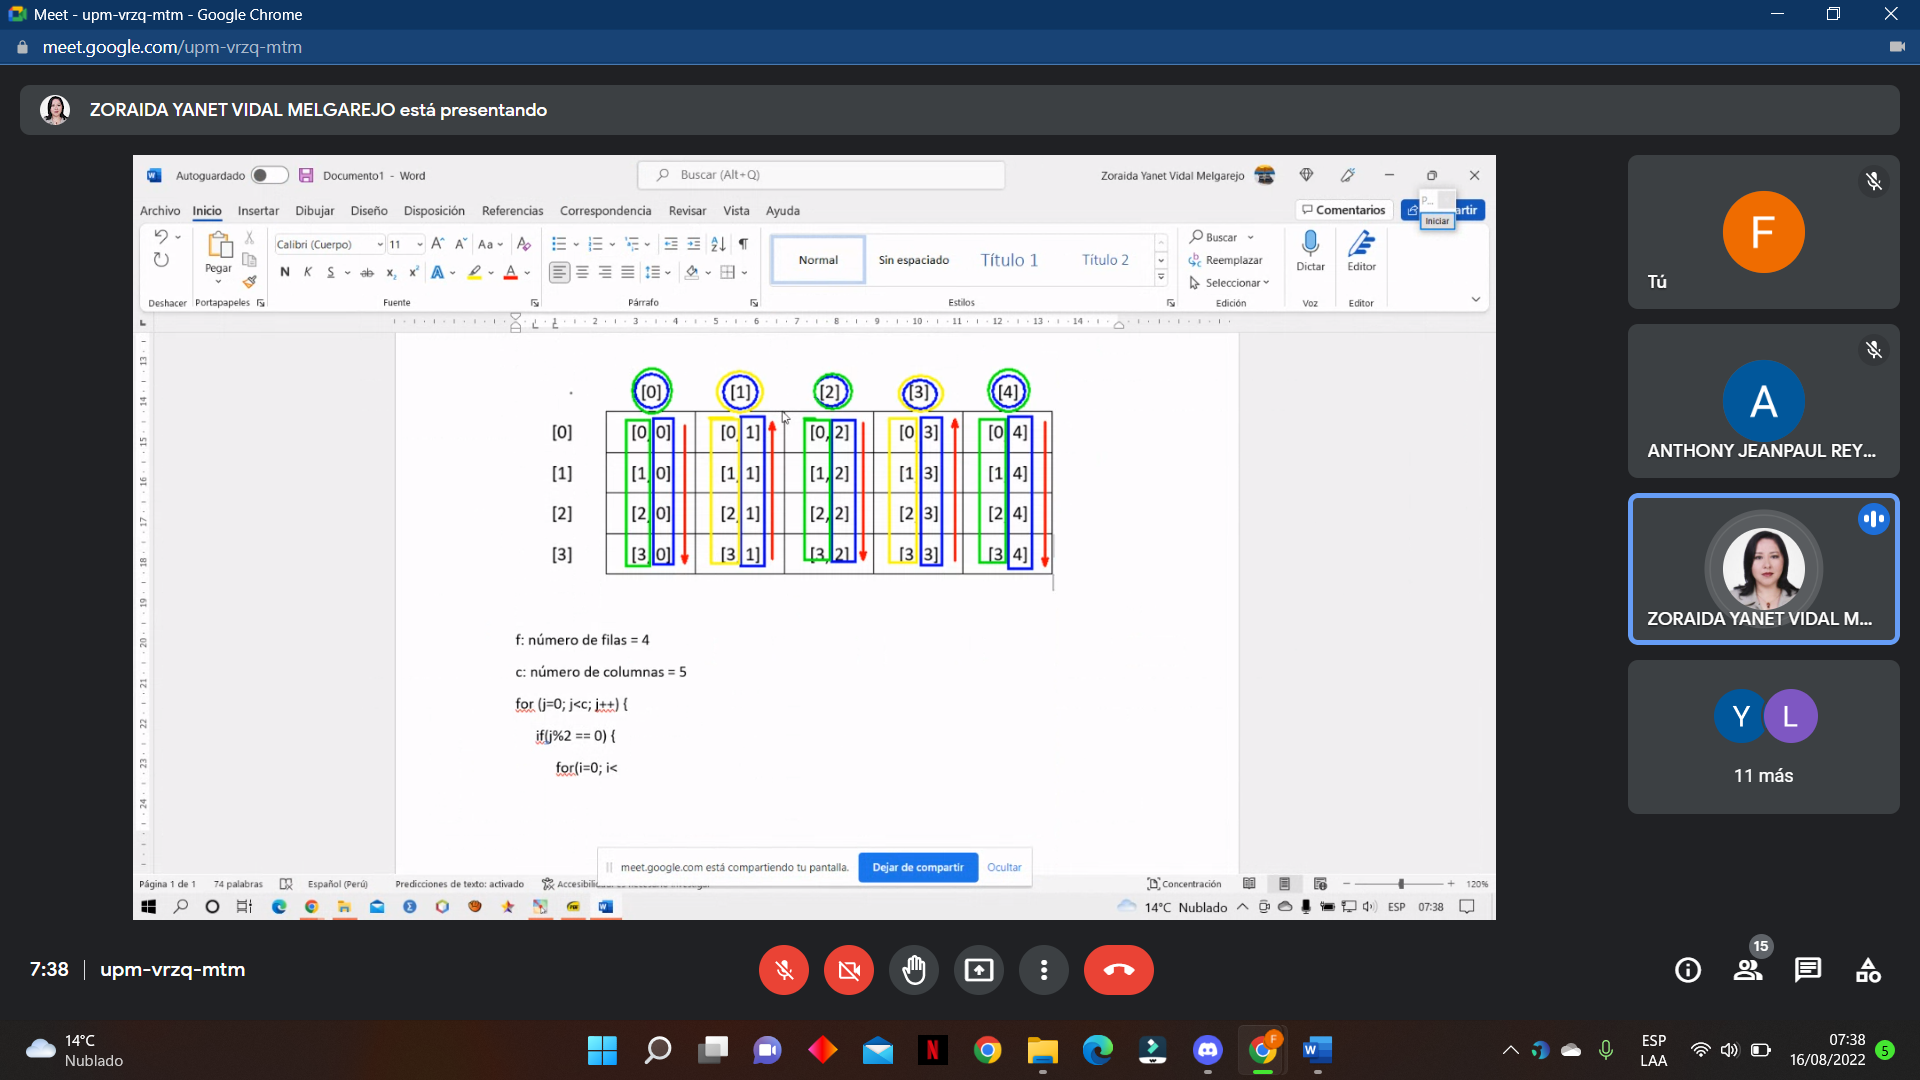 Meet - upm-vrzq-mtm - Google Chrome
meet.google.com/upm-vrzq-mtm
ZORAIDA YANET VIDAL MELGAREJO está presentando
Autoguardado Documento1 - Word Buscar (Alt+Q) Zoraida Yanet Vidal Melgarejo
Archivo Inicio Insertar Dibujar Diseño Disposición Referencias Correspondencia Revisar Vista Ayuda Comentarios
Iniciar
Pegar Calibri (Cuerpo) 11 Normal Sin espaciado Título 1 Título 2 Buscar Reemplazar Seleccionar Dictar Editor
Deshacer Portapapeles Fuente Párrafo Estilos Edición Voz Editor
[0] [1] [2] [3] [4]
[0] [0, 0] [0 1] [0, 2] [0 3] [0 4]
[1] [1 0] [1 1] [1, 2] [1 3] [1 4]
[2] [2, 0] [2 1] [2, 2] [2 3] [2 4]
[3] [3 0] [3 1] [3, 2] [3 3] [3 4]
f: número de filas = 4
c: número de columnas = 5
for (j=0; j<c; j++) {
if(j%2 == 0) {
for(i=0; i<
meet.google.com está compartiendo tu pantalla. Dejar de compartir Ocultar
Página 1 de 1 74 palabras Español (Perú) Predicciones de texto: activado Concentración 120%
14°C Nublado ESP 07:38
F
Tú
A
ANTHONY JEANPAUL REY...
ZORAIDA YANET VIDAL M...
Y L
11 más
7:38 upm-vrzq-mtm
15
14°C
Nublado
ESP
LAA
07:38
16/08/2022
5